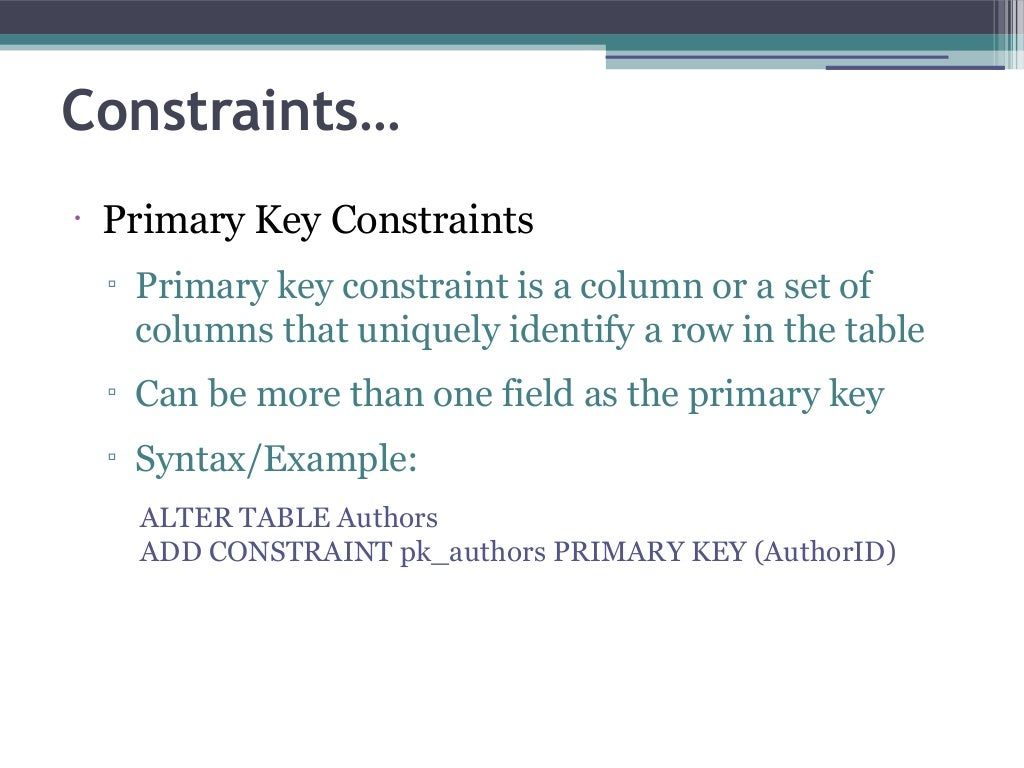 Constraints…
Primary Key Constraints
Primary key constraint is a column or a set of
columns that uniquely identify a row in the table
Can be more than one field as the primary key
Syntax/Example:
ALTER TABLE Authors
ADD CONSTRAINT pk_authors PRIMARY KEY (AuthorID)